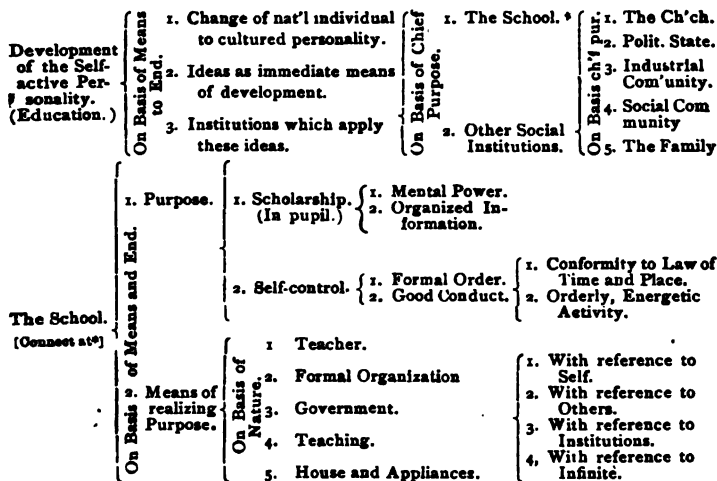 Development
of the Self-
active Per-
sonality.
(Education.)
On Basis of Means
to End.
1. Change of nat'l individual
to cultured personality.
2. Ideas as immediate means
of development.
3. Institutions which apply
these ideas.
On Basis of Chief
Purpose.
1. The School.*
2. Other Social
Institutions.
On Basis ch'f pur.
1. The Ch'ch.
2. Polit. State.
3. Industrial
Com'unity.
4. Social Com
munity
5. The Family
The School.
[Connect at*]
On Basis of Means and End.
1. Purpose.
1. Scholarship.
(In pupil.)
1. Mental Power.
2. Organized In-
formation.
2. Self-control.
1. Formal Order.
2. Good Conduct.
1. Conformity to Law of
Time and Place.
2. Orderly, Energetic
Activity.
2. Means of
realizing
Purpose.
On Basis of
Nature.
1 Teacher.
2. Formal Organization
3. Government.
4. Teaching.
5. House and Appliances.
1. With reference to
Self.
2. With reference to
Others.
3. With reference to
Institutions.
4, With reference to
Infinite.